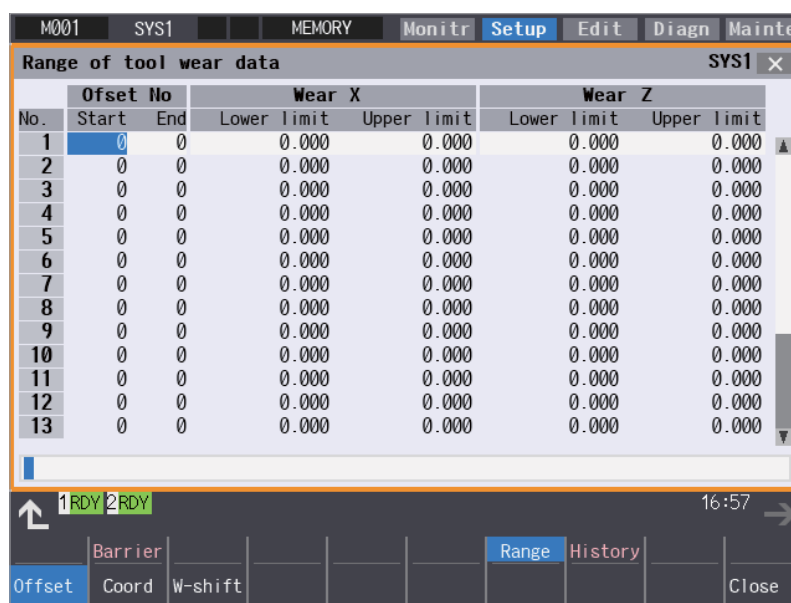 M001 SYS1 MEMORY Monitr Setup Edit Diagn Mainte
Range of tool wear data SYS1
Ofset No Wear X Wear Z
No. Start End Lower limit Upper limit Lower limit Upper limit
1 0 0 0.000 0.000 0.000 0.000
2 0 0 0.000 0.000 0.000 0.000
3 0 0 0.000 0.000 0.000 0.000
4 0 0 0.000 0.000 0.000 0.000
5 0 0 0.000 0.000 0.000 0.000
6 0 0 0.000 0.000 0.000 0.000
7 0 0 0.000 0.000 0.000 0.000
8 0 0 0.000 0.000 0.000 0.000
9 0 0 0.000 0.000 0.000 0.000
10 0 0 0.000 0.000 0.000 0.000
11 0 0 0.000 0.000 0.000 0.000
12 0 0 0.000 0.000 0.000 0.000
13 0 0 0.000 0.000 0.000 0.000
1RDY 2RDY 16:57
Barrier Range History
Offset Coord W-shift Close